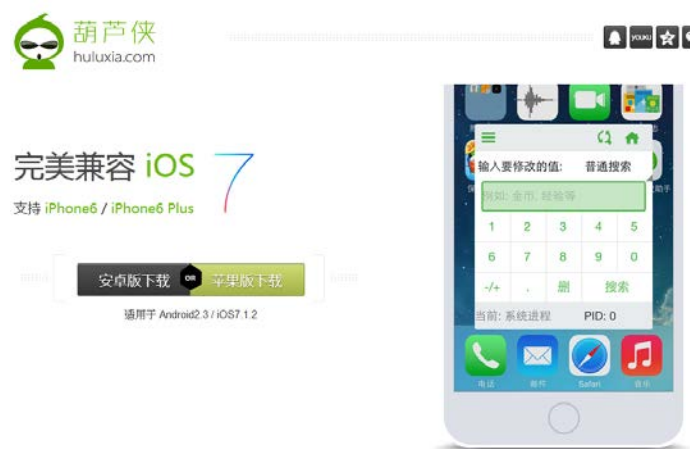 葫芦侠
huluxia.com
YOUKU
完美兼容 iOS 7
支持 iPhone6 / iPhone6 Plus
安卓版下载 OR 苹果版下载
适用于 Android2.3 / iOS7.1.2
输入要修改的值: 普通搜索
例如: 金币, 经验等
1 2 3 4 5
6 7 8 9 0
-/+ . 删 搜索
当前: 系统进程 PID: 0
电话 邮件 Safari 音乐